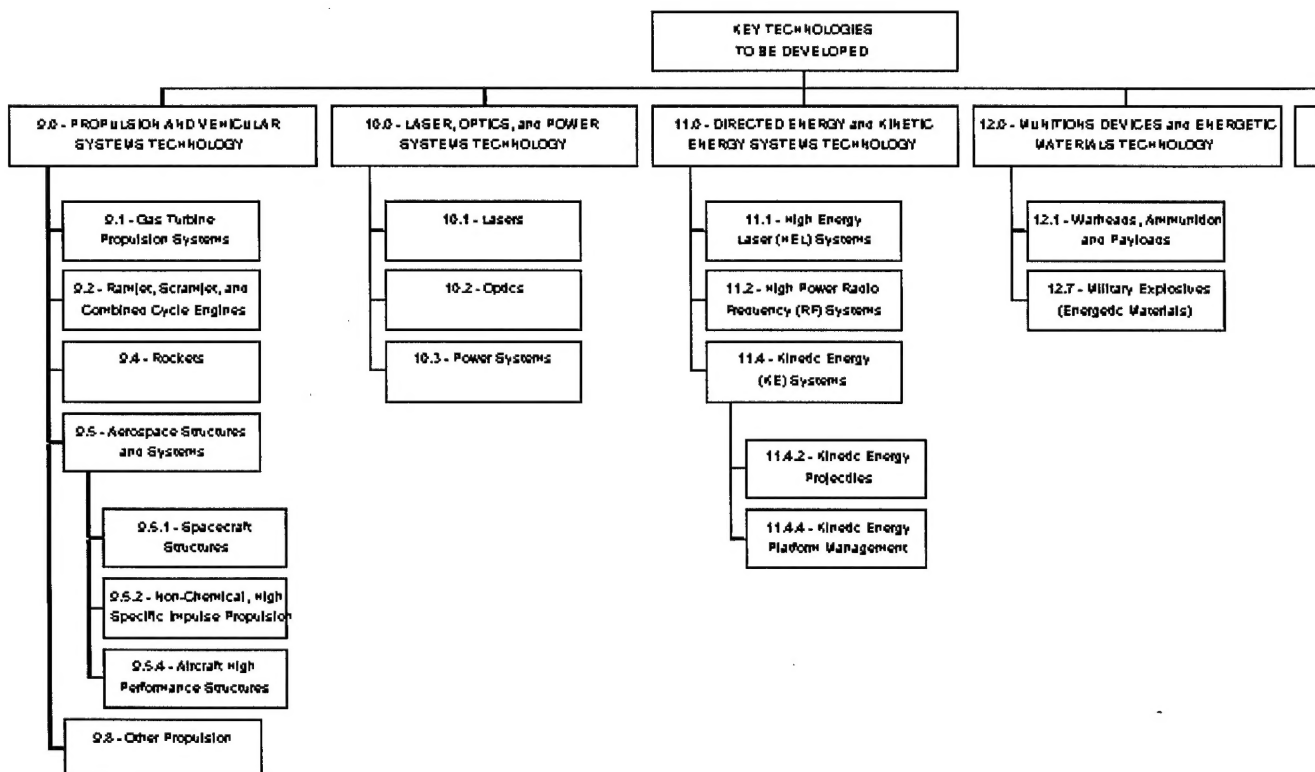 KEY TECHNOLOGIES
TO BE DEVELOPED
9.0 - PROPULSION AND VEHICULAR
SYSTEMS TECHNOLOGY
10.0 - LASER, OPTICS, and POWER
SYSTEMS TECHNOLOGY
11.0 - DIRECTED ENERGY and KINETIC
ENERGY SYSTEMS TECHNOLOGY
12.0 - MUNITIONS DEVICES and ENERGETIC
MATERIALS TECHNOLOGY
9.1 - Gas Turbine
Propulsion Systems
9.2 - Ramjet, Scramjet, and
Combined Cycle Engines
9.4 - Rockets
9.5 - Aerospace Structures
and Systems
9.5.1 - Spacecraft
Structures
9.5.2 - Non-Chemical, High
Specific Impulse Propulsion
9.5.4 - Aircraft High
Performance Structures
9.8 - Other Propulsion
10.1 - Lasers
10.2 - Optics
10.3 - Power Systems
11.1 - High Energy
Laser (HEL) Systems
11.2 - High Power Radio
Frequency (RF) Systems
11.4 - Kinetic Energy
(KE) Systems
11.4.2 - Kinetic Energy
Projectiles
11.4.4 - Kinetic Energy
Platform Management
12.1 - Warheads, Ammunition
and Payloads
12.7 - Military Explosives
(Energetic Materials)